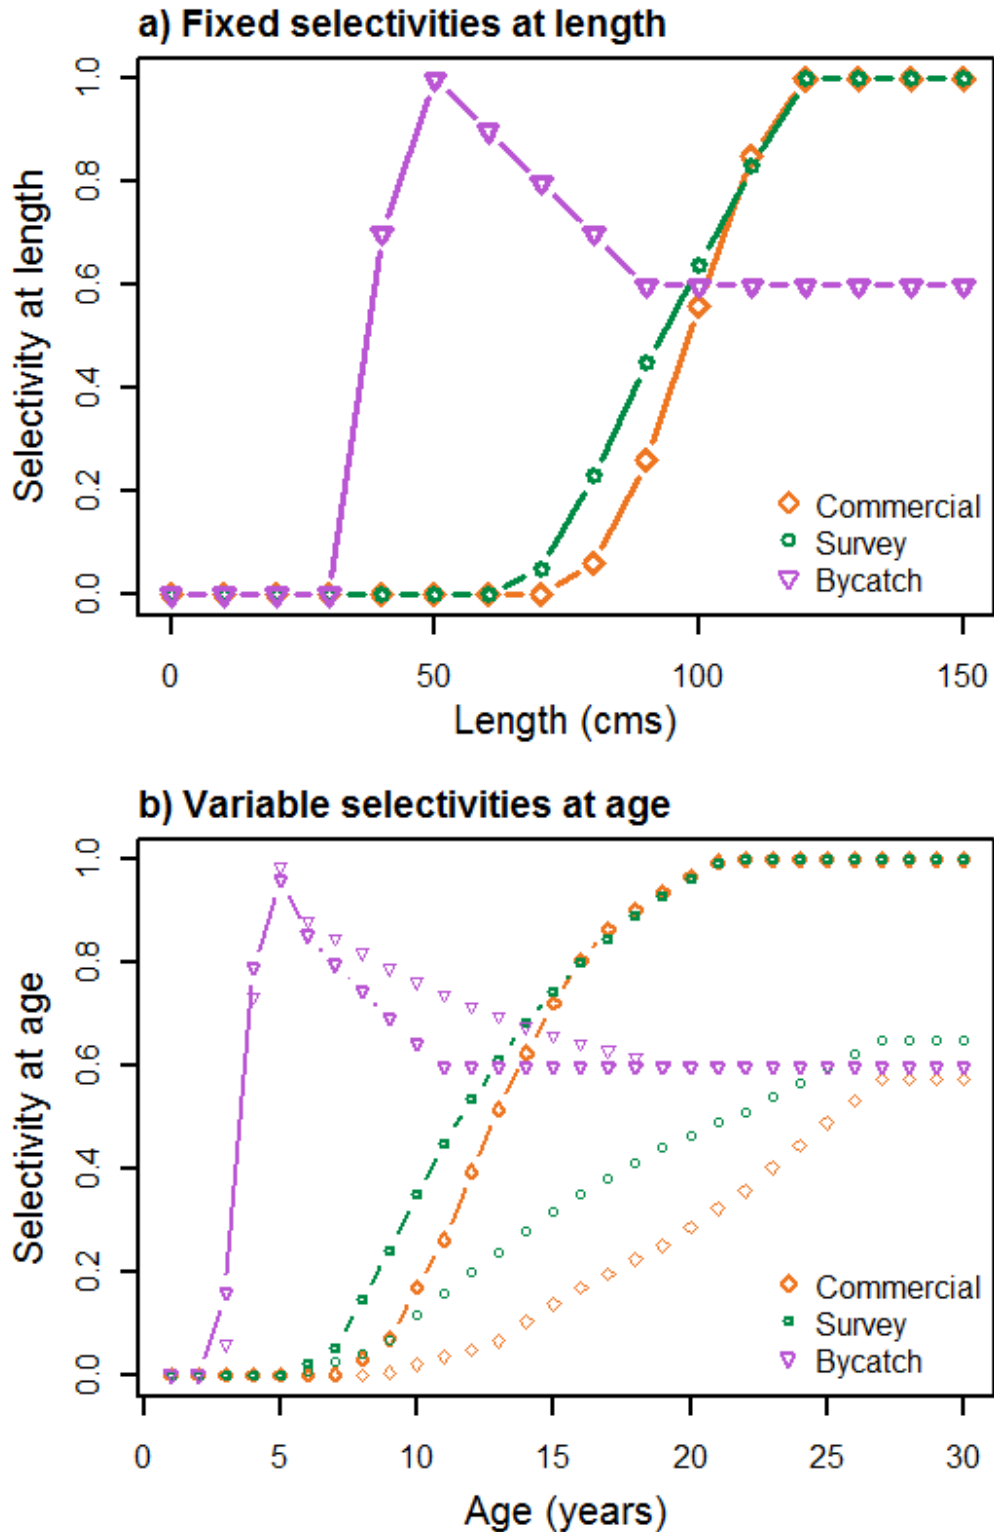 a) Fixed selectivities at length
Selectivity at length
1.0
0.8
0.6
0.4
0.2
0.0
Commercial
Survey
Bycatch
0 50 100 150
Length (cms)
b) Variable selectivities at age
Selectivity at age
1.0
0.8
0.6
0.4
0.2
0.0
Commercial
Survey
Bycatch
0 5 10 15 20 25 30
Age (years)